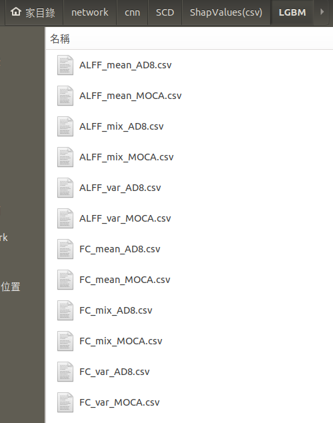 家目錄 network cnn SCD ShapValues(csv) LGBM
名稱
ALFF_mean_AD8.csv
ALFF_mean_MOCA.csv
ALFF_mix_AD8.csv
ALFF_mix_MOCA.csv
ALFF_var_AD8.csv
ALFF_var_MOCA.csv
rk
FC_mean_AD8.csv
FC_mean_MOCA.csv
位置
FC_mix_AD8.csv
FC_mix_MOCA.csv
FC_var_AD8.csv
FC_var_MOCA.csv